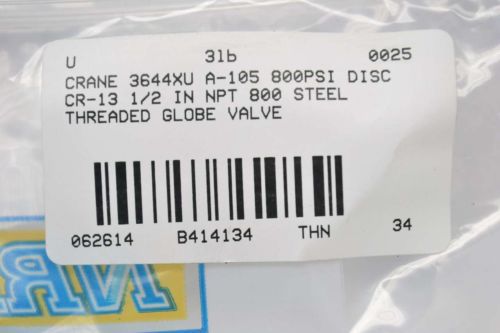 U 3lb 0025
CRANE 3644XU A-105 800PSI DISC
CR-13 1/2 IN NPT 800 STEEL
THREADED GLOBE VALVE
062614 B414134 THN 34